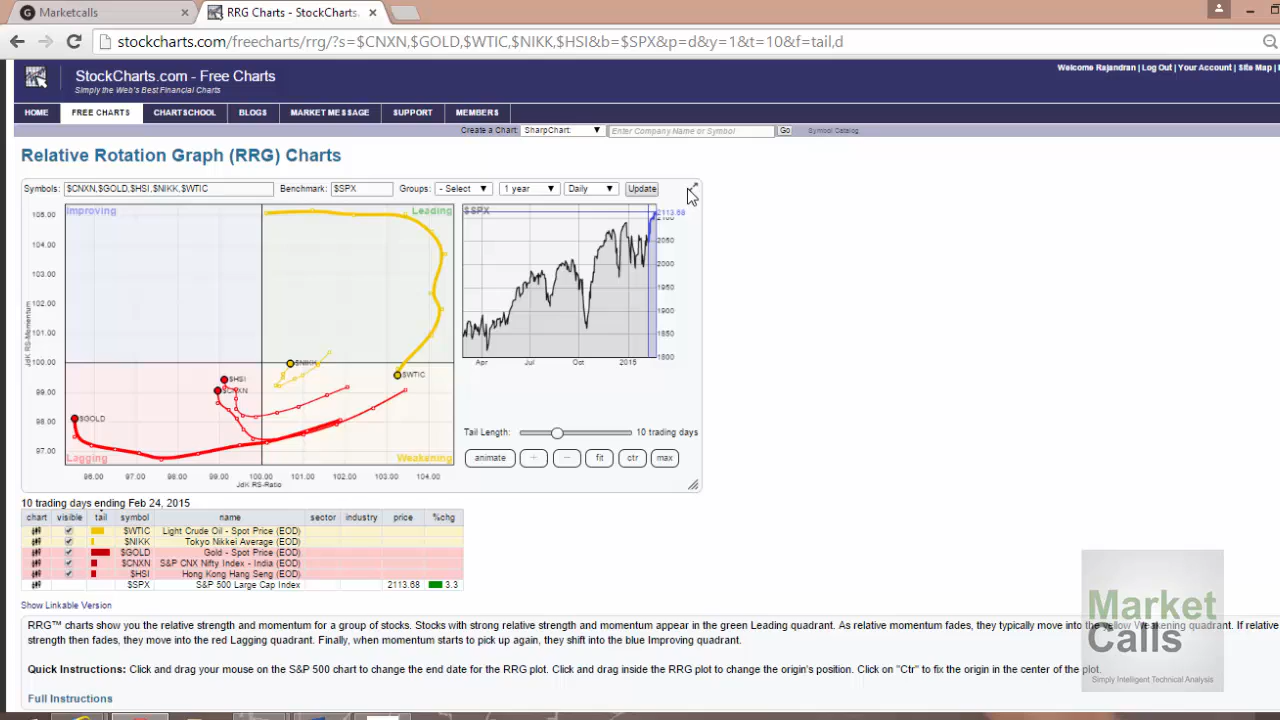 Marketcalls
RRG Charts - StockCharts.
stockcharts.com/freecharts/rrg/?s=$CNXN,$GOLD,$WTIC,$NIKK,$HSI&b=$SPX&p=d&y=1&t=10&f=tail,d
StockCharts.com - Free Charts
Simply the Web's Best Financial Charts
Welcome Rajandran | Log Out | Your Account | Site Map |
HOME FREE CHARTS CHARTSCHOOL BLOGS MARKET MESSAGE SUPPORT MEMBERS
Create a Chart: SharpChart: Enter Company Name or Symbol Go Symbol Catalog
Relative Rotation Graph (RRG) Charts
Symbols: $CNXN,$GOLD,$HSI,$NIKK,$WTIC Benchmark: $SPX Groups: - Select 1 year Daily Update
Improving Leading
Lagging Weakening
105.00
104.00
103.00
102.00
101.00
100.00
99.00
98.00
97.00
JdK RS-Momentum
$NIKK
$WTIC
$HSI
$CNXN
$GOLD
96.00 97.00 98.00 99.00 100.00 101.00 102.00 103.00 104.00
JdK RS-Ratio
$SPX
2113.68
2100
2050
2000
1950
1900
1850
1800
Apr Jul Oct 2015
Tail Length: 10 trading days
animate + − fit ctr max
10 trading days ending Feb 24, 2015
chart visible tail symbol name sector industry price %chg
$WTIC Light Crude Oil - Spot Price (EOD)
$NIKK Tokyo Nikkei Average (EOD)
$GOLD Gold - Spot Price (EOD)
$CNXN S&P CNX Nifty Index - India (EOD)
$HSI Hong Kong Hang Seng (EOD)
$SPX S&P 500 Large Cap Index 2113.68 3.3
Show Linkable Version
RRG™ charts show you the relative strength and momentum for a group of stocks. Stocks with strong relative strength and momentum appear in the green Leading quadrant. As relative momentum fades, they typically move into the yellow Weakening quadrant. If relative
strength then fades, they move into the red Lagging quadrant. Finally, when momentum starts to pick up again, they shift into the blue Improving quadrant.
Quick Instructions: Click and drag your mouse on the S&P 500 chart to change the end date for the RRG plot. Click and drag inside the RRG plot to change the origin's position. Click on "Ctr" to fix the origin in the center of the plot.
Full Instructions
Market
Calls
Simply Intelligent Technical Analysis